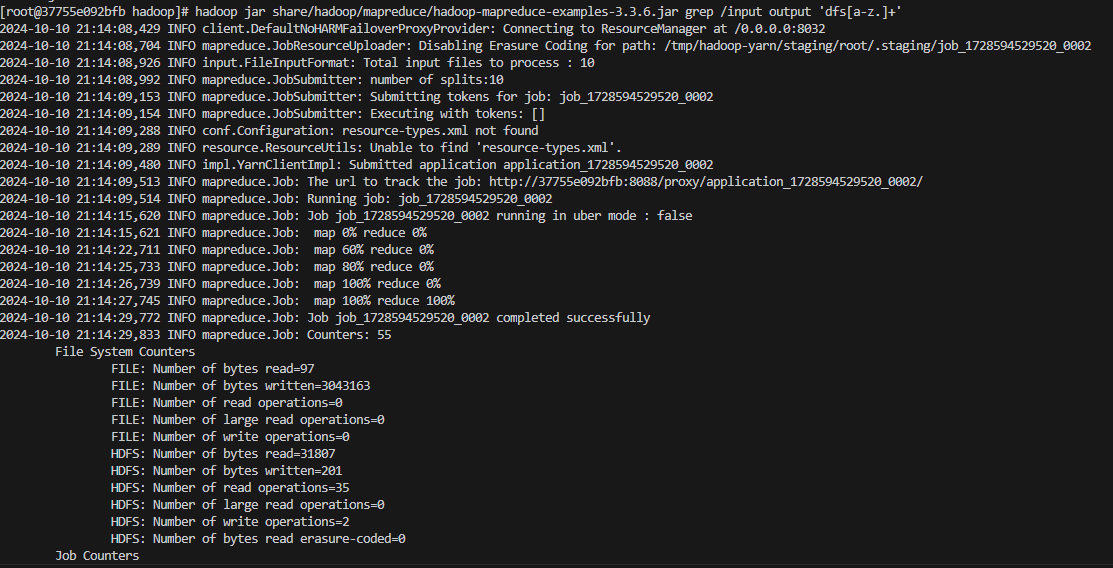 [root@37755e092bfb hadoop]# hadoop jar share/hadoop/mapreduce/hadoop-mapreduce-examples-3.3.6.jar grep /input output 'dfs[a-z.]+'
2024-10-10 21:14:08,429 INFO client.DefaultNoHARMFailoverProxyProvider: Connecting to ResourceManager at /0.0.0.0:8032
2024-10-10 21:14:08,704 INFO mapreduce.JobResourceUploader: Disabling Erasure Coding for path: /tmp/hadoop-yarn/staging/root/.staging/job_1728594529520_0002
2024-10-10 21:14:08,926 INFO input.FileInputFormat: Total input files to process : 10
2024-10-10 21:14:08,992 INFO mapreduce.JobSubmitter: number of splits:10
2024-10-10 21:14:09,153 INFO mapreduce.JobSubmitter: Submitting tokens for job: job_1728594529520_0002
2024-10-10 21:14:09,154 INFO mapreduce.JobSubmitter: Executing with tokens: []
2024-10-10 21:14:09,288 INFO conf.Configuration: resource-types.xml not found
2024-10-10 21:14:09,289 INFO resource.ResourceUtils: Unable to find 'resource-types.xml'.
2024-10-10 21:14:09,480 INFO impl.YarnClientImpl: Submitted application application_1728594529520_0002
2024-10-10 21:14:09,513 INFO mapreduce.Job: The url to track the job: http://37755e092bfb:8088/proxy/application_1728594529520_0002/
2024-10-10 21:14:09,514 INFO mapreduce.Job: Running job: job_1728594529520_0002
2024-10-10 21:14:15,620 INFO mapreduce.Job: Job job_1728594529520_0002 running in uber mode : false
2024-10-10 21:14:15,621 INFO mapreduce.Job:  map 0% reduce 0%
2024-10-10 21:14:22,711 INFO mapreduce.Job:  map 60% reduce 0%
2024-10-10 21:14:25,733 INFO mapreduce.Job:  map 80% reduce 0%
2024-10-10 21:14:26,739 INFO mapreduce.Job:  map 100% reduce 0%
2024-10-10 21:14:27,745 INFO mapreduce.Job:  map 100% reduce 100%
2024-10-10 21:14:29,772 INFO mapreduce.Job: Job job_1728594529520_0002 completed successfully
2024-10-10 21:14:29,833 INFO mapreduce.Job: Counters: 55
File System Counters
FILE: Number of bytes read=97
FILE: Number of bytes written=3043163
FILE: Number of read operations=0
FILE: Number of large read operations=0
FILE: Number of write operations=0
HDFS: Number of bytes read=31807
HDFS: Number of bytes written=201
HDFS: Number of read operations=35
HDFS: Number of large read operations=0
HDFS: Number of write operations=2
HDFS: Number of bytes read erasure-coded=0
Job Counters